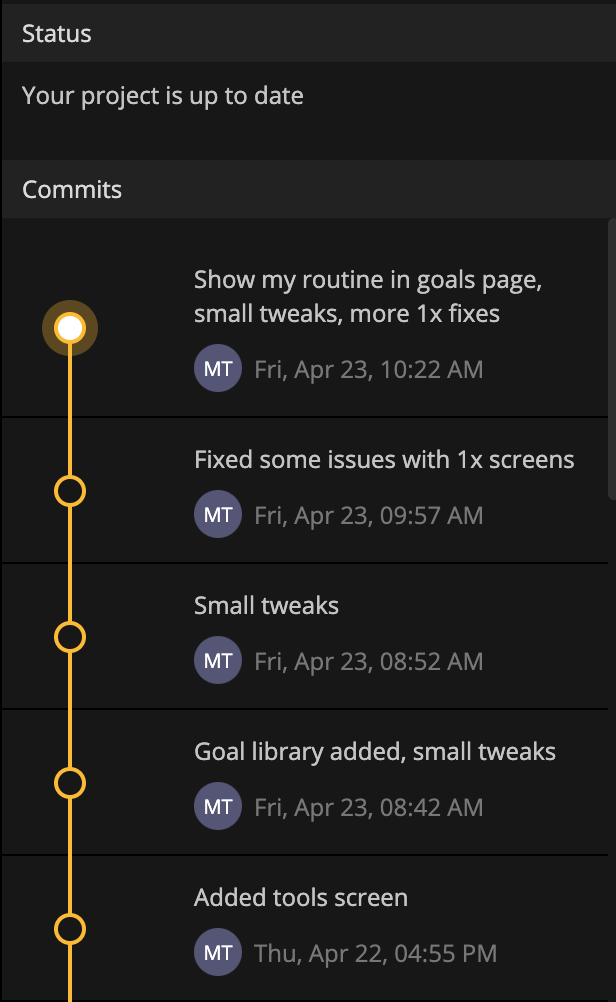 Status
Your project is up to date
Commits
Show my routine in goals page,
small tweaks, more 1x fixes
MT Fri, Apr 23, 10:22 AM
Fixed some issues with 1x screens
MT Fri, Apr 23, 09:57 AM
Small tweaks
MT Fri, Apr 23, 08:52 AM
Goal library added, small tweaks
MT Fri, Apr 23, 08:42 AM
Added tools screen
MT Thu, Apr 22, 04:55 PM